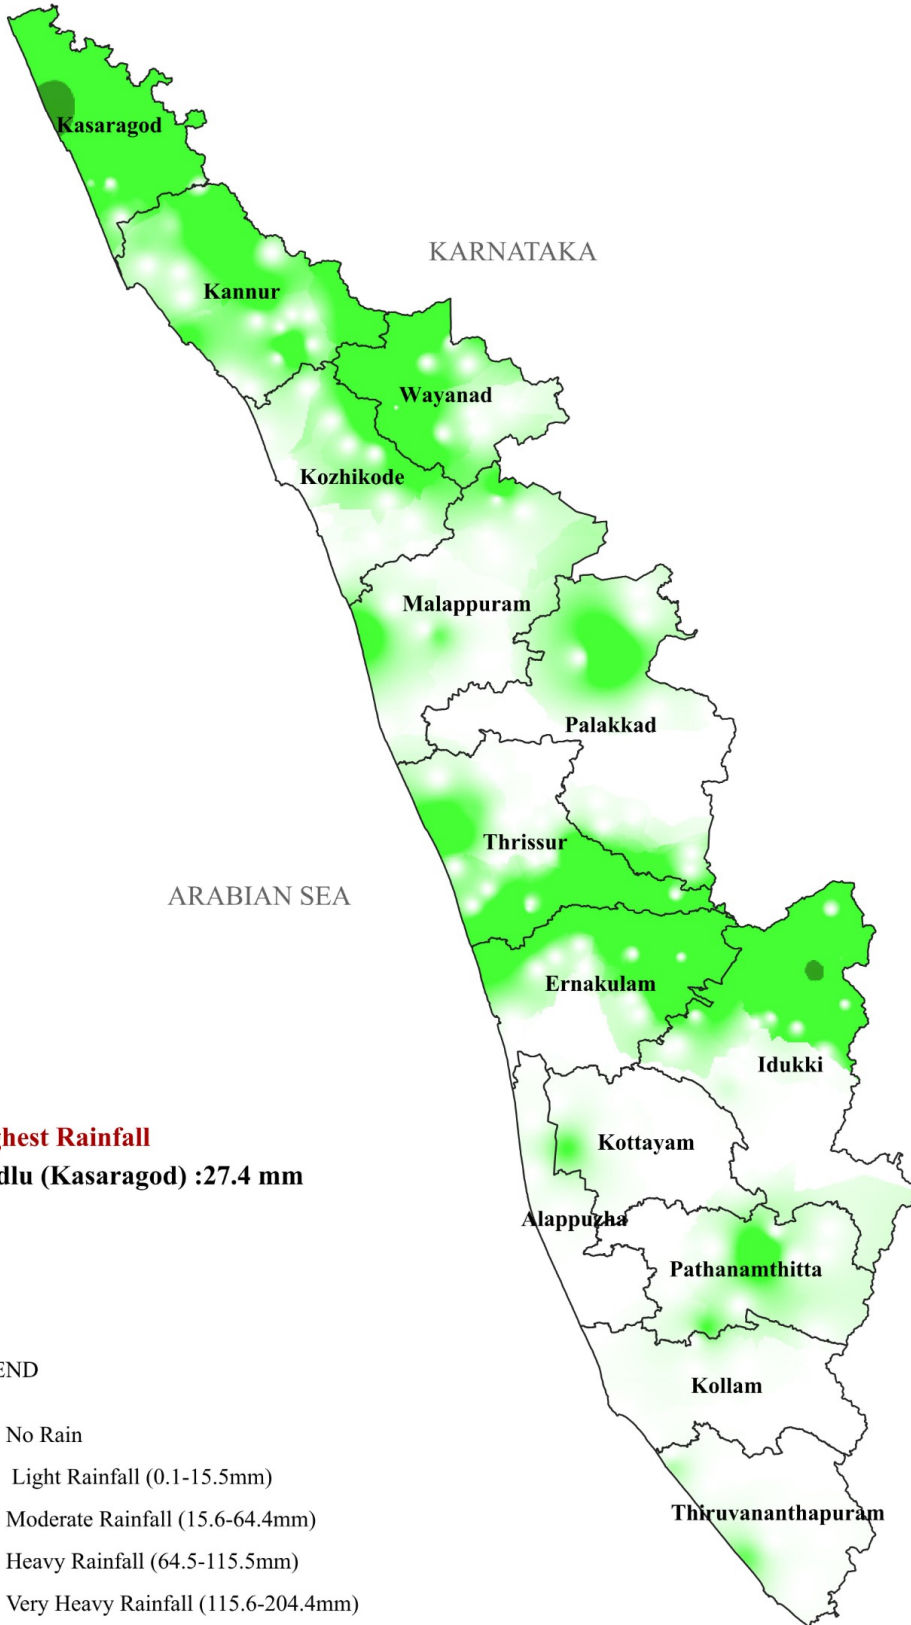 Kasaragod
KARNATAKA
Kannur
Wayanad
Kozhikode
Malappuram
Palakkad
Thrissur
ARABIAN SEA
Ernakulam
Idukki
ghest Rainfall
Kottayam
dlu (Kasaragod) :27.4 mm
Alappuzha
Pathanamthitta
END
Kollam
No Rain
Light Rainfall (0.1-15.5mm)
Thiruvananthapuram
Moderate Rainfall (15.6-64.4mm)
Heavy Rainfall (64.5-115.5mm)
Very Heavy Rainfall (115.6-204.4mm)